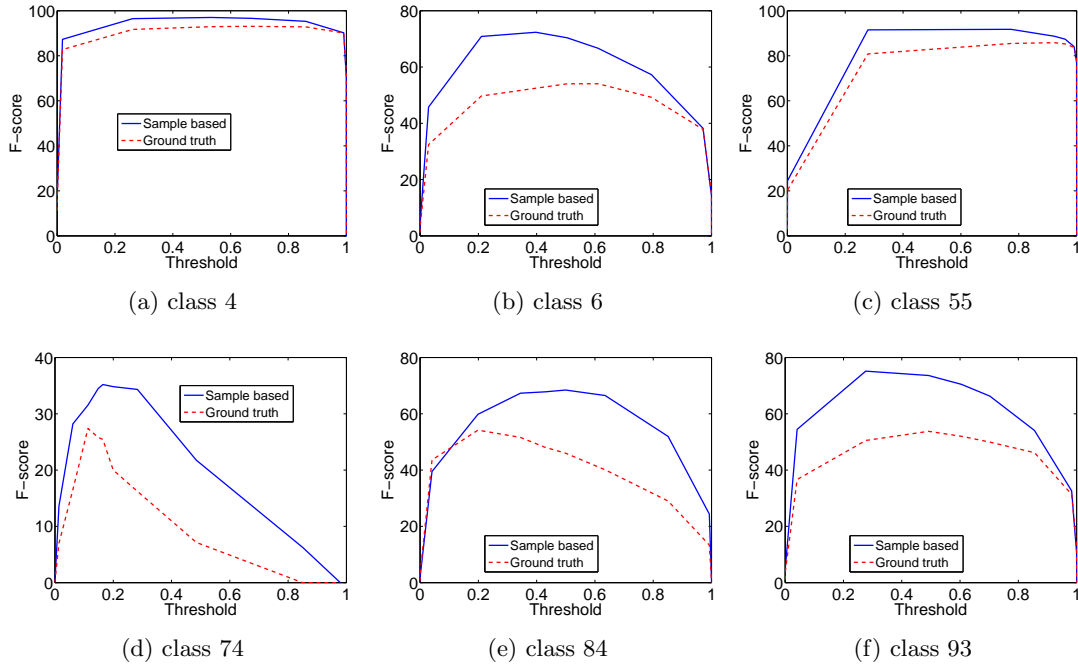 100
80
60
40
20
0
F−score
0 0.2 0.4 0.6 0.8 1
Threshold
Sample based
Ground truth
(a) class 4
80
60
40
20
0
F−score
0 0.2 0.4 0.6 0.8 1
Threshold
Sample based
Ground truth
(b) class 6
100
80
60
40
20
0
F−score
0 0.2 0.4 0.6 0.8 1
Threshold
Sample based
Ground truth
(c) class 55
40
30
20
10
0
F−score
0 0.2 0.4 0.6 0.8 1
Threshold
Sample based
Ground truth
(d) class 74
80
60
40
20
0
F−score
0 0.2 0.4 0.6 0.8 1
Threshold
Sample based
Ground truth
(e) class 84
80
60
40
20
0
F−score
0 0.2 0.4 0.6 0.8 1
Threshold
Sample based
Ground truth
(f) class 93